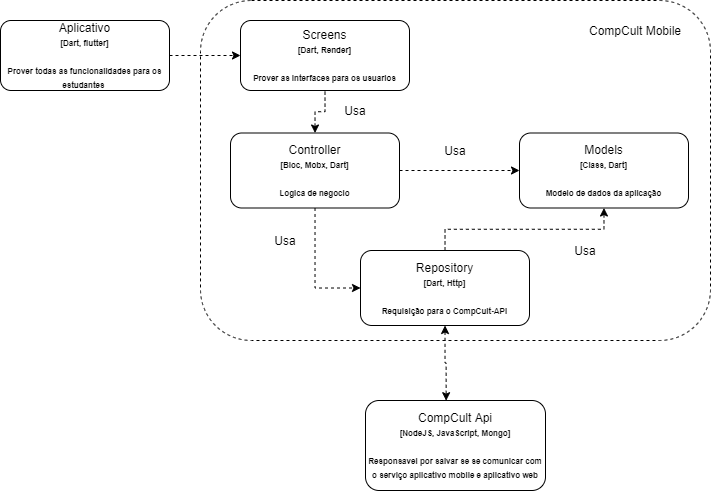 Aplicativo
[Dart, flutter]
Prover todas as funcionalidades para os
estudantes
CompCult Mobile
Screens
[Dart, Render]
Prover as interfaces para os usuarios
Usa
Controller
[Bloc, Mobx, Dart]
Logica de negocio
Usa
Models
[Class, Dart]
Modelo de dados da aplicação
Usa
Usa
Repository
[Dart, Http]
Requisição para o CompCult-API
CompCult Api
[NodeJS, JavaScript, Mongo]
Responsavel por salvar se se comunicar com
o serviço aplicativo mobile e aplicativo web